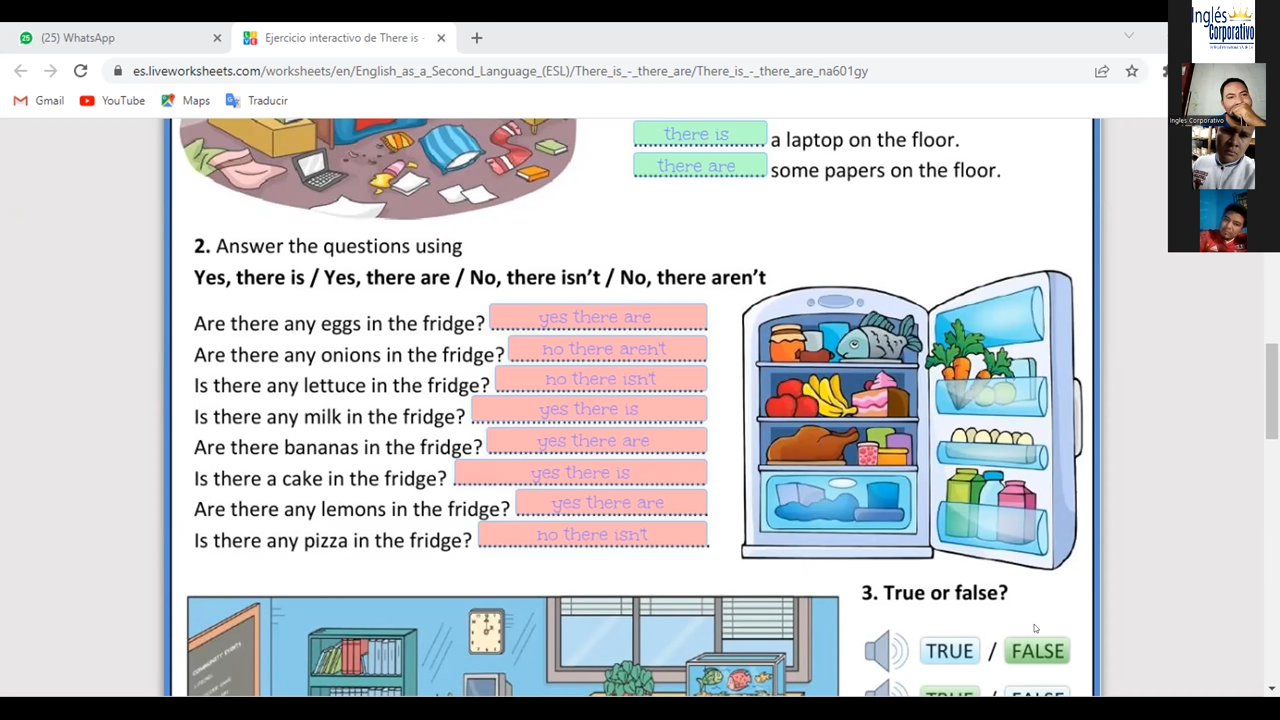 (25) WhatsApp
Ejercicio interactivo de There is -
es.liveworksheets.com/worksheets/en/English_as_a_Second_Language_(ESL)/There_is_-_there_are/There_is_-_there_are_na601gy
Gmail YouTube Maps Traducir
Inglés
Corporativo
Ingles Corporativo
there is a laptop on the floor.
there are some papers on the floor.
2. Answer the questions using
Yes, there is / Yes, there are / No, there isn't / No, there aren't
Are there any eggs in the fridge? yes there are
Are there any onions in the fridge? no there aren't
Is there any lettuce in the fridge? no there isn't
Is there any milk in the fridge? yes there is
Are there bananas in the fridge? yes there are
Is there a cake in the fridge? yes there is
Are there any lemons in the fridge? yes there are
Is there any pizza in the fridge? no there isn't
3. True or false?
TRUE / FALSE
TRUE / FALSE
COMMUNITY EVENTS